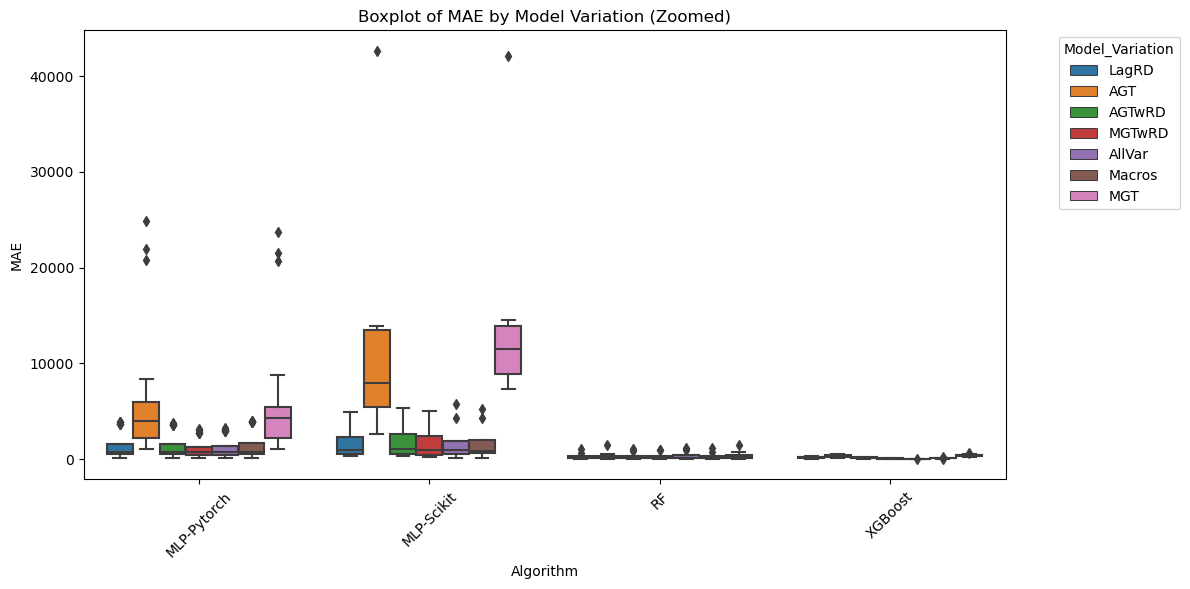 Boxplot of MAE by Model Variation (Zoomed)
MAE
40000
30000
20000
10000
0
MLP-Pytorch
MLP-Scikit
RF
XGBoost
Algorithm
Model_Variation
LagRD
AGT
AGTwRD
MGTwRD
AllVar
Macros
MGT